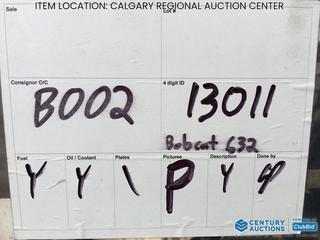 ITEM LOCATION: CALGARY REGIONAL AUCTION CENTER
Sale
Lot #
Consignor O/C
4 digit ID
B002
13011
Bobcat 632
Fuel
Oil / Coolant
Plates
Pictures
Description
Done by
Y Y \ P Y
CENTURY AUCTIONS
ClubBid